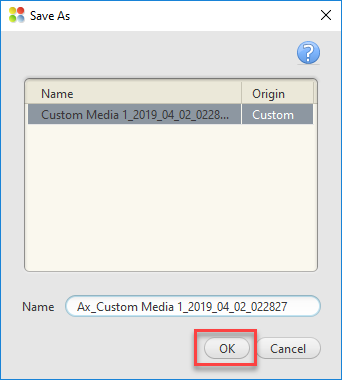 Save As
?
Name Origin
Custom Media 1_2019_04_02_0228... Custom
Name Ax_Custom Media 1_2019_04_02_022827
OK Cancel